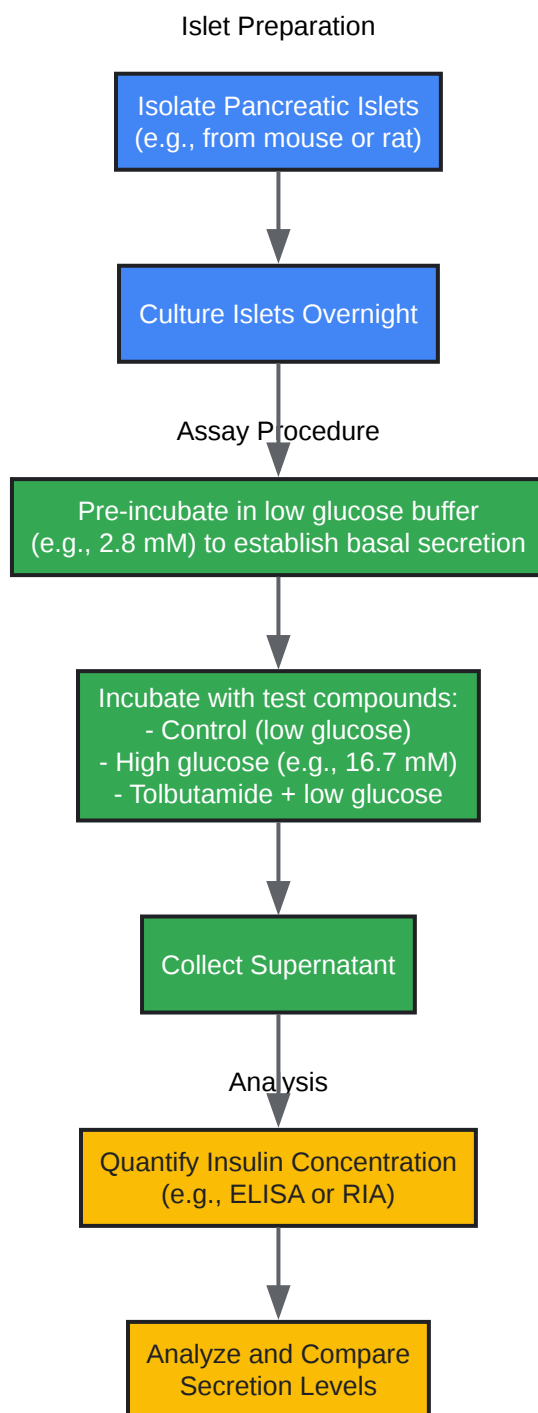 Islet Preparation
Isolate Pancreatic Islets
(e.g., from mouse or rat)
Culture Islets Overnight
Assay Procedure
Pre-incubate in low glucose buffer
(e.g., 2.8 mM) to establish basal secretion
Incubate with test compounds:
- Control (low glucose)
- High glucose (e.g., 16.7 mM)
- Tolbutamide + low glucose
Collect Supernatant
Analysis
Quantify Insulin Concentration
(e.g., ELISA or RIA)
Analyze and Compare
Secretion Levels